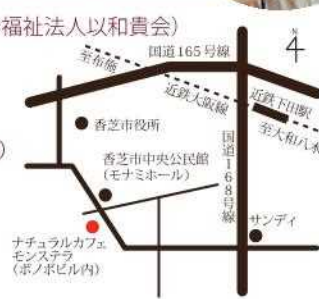 福祉法人以和貴会)
N
4
国道165号線
至布施
近鉄大阪線
近鉄下田駅
至大和八木
香芝市役所
国道168号線
)
香芝市中央公民館
(モナミホール)
サンディ
ナチュラルカフェ
モンステラ
(ボノボビル内)